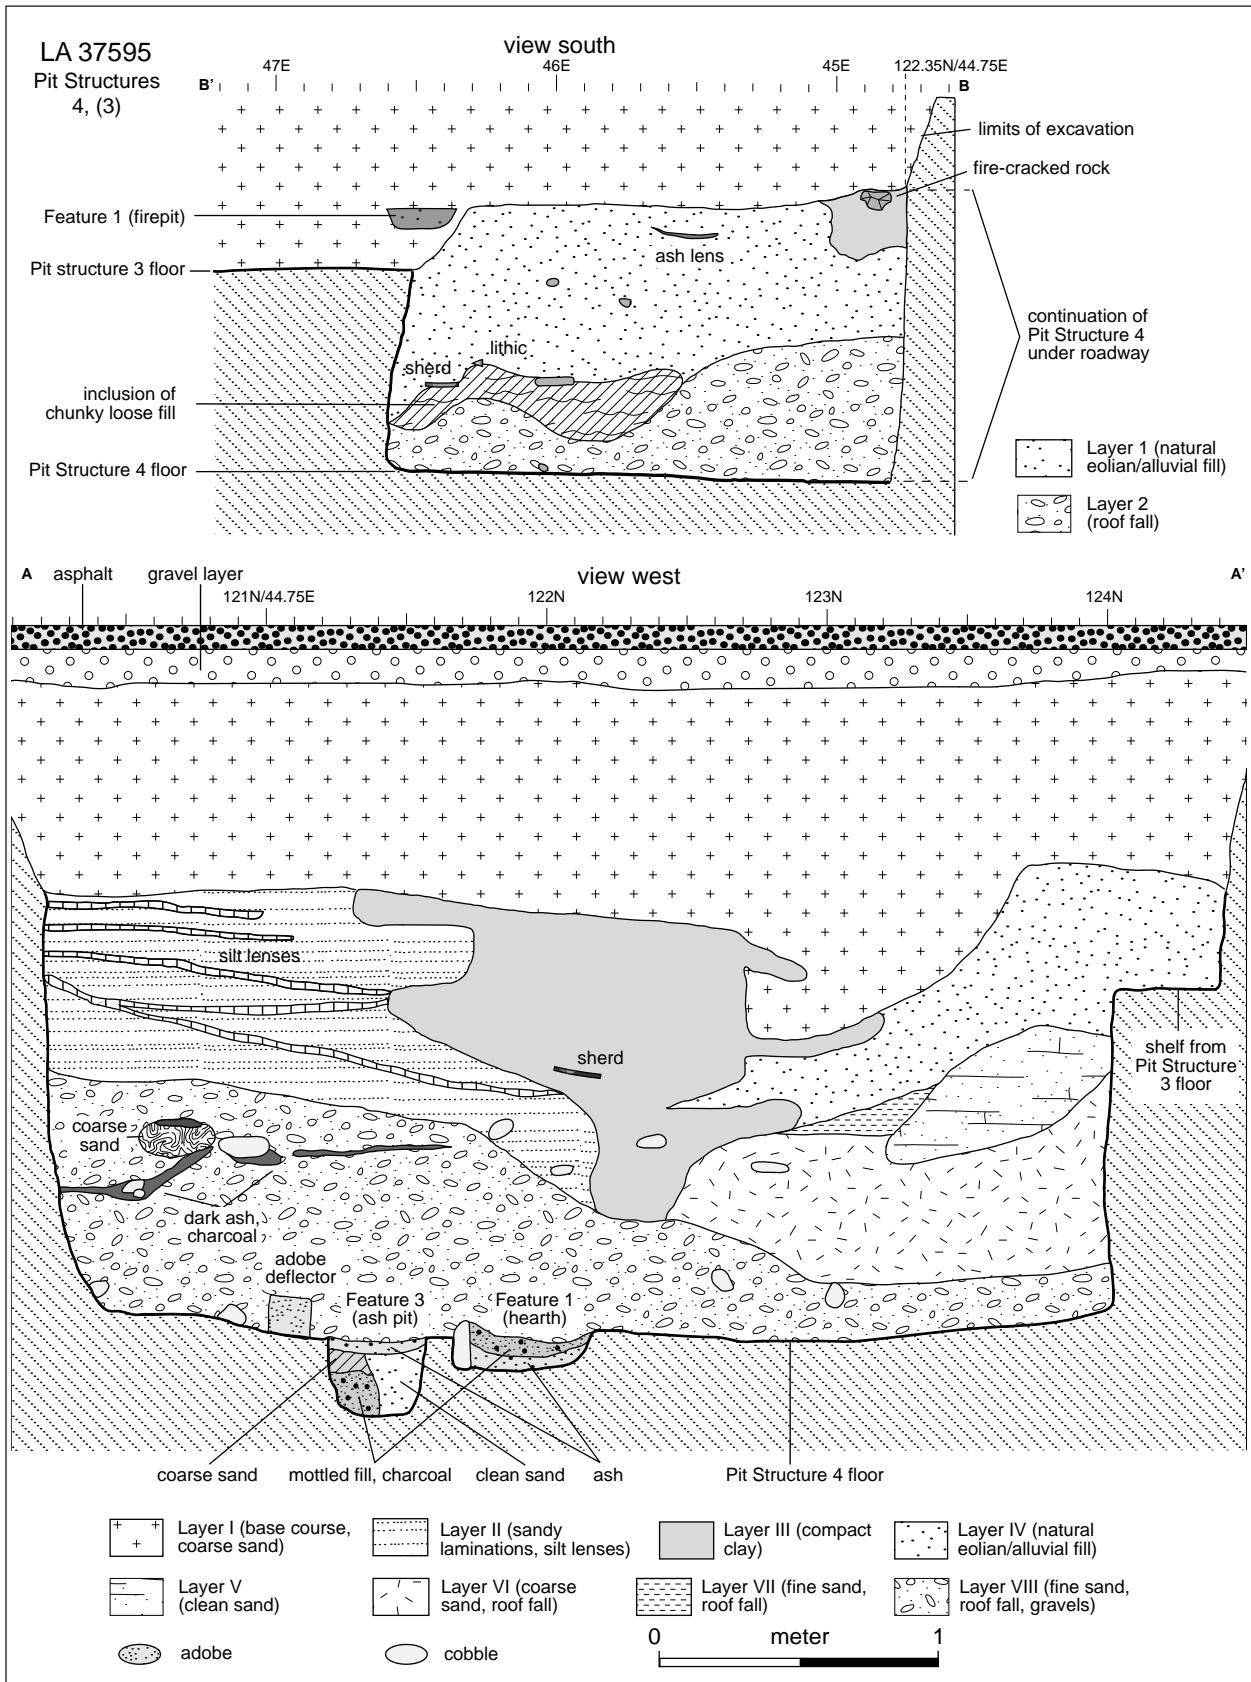 LA 37595
Pit Structures
4, (3)
view south
47E
46E
45E
122.35N/44.75E
B'
B
limits of excavation
fire-cracked rock
Feature 1 (firepit)
ash lens
Pit structure 3 floor
continuation of
Pit Structure 4
under roadway
lithic
sherd
inclusion of
chunky loose fill
Pit Structure 4 floor
Layer 1 (natural
eolian/alluvial fill)
Layer 2
(roof fall)
A
asphalt
gravel layer
view west
A'
121N/44.75E
122N
123N
124N
silt lenses
sherd
shelf from
Pit Structure
3 floor
coarse
sand
dark ash,
charcoal
adobe
deflector
Feature 3
(ash pit)
Feature 1
(hearth)
coarse sand
mottled fill, charcoal
clean sand
ash
Pit Structure 4 floor
Layer I (base course,
coarse sand)
Layer II (sandy
laminations, silt lenses)
Layer III (compact
clay)
Layer IV (natural
eolian/alluvial fill)
Layer V
(clean sand)
Layer VI (coarse
sand, roof fall)
Layer VII (fine sand,
roof fall)
Layer VIII (fine sand,
roof fall, gravels)
adobe
cobble
0 meter 1